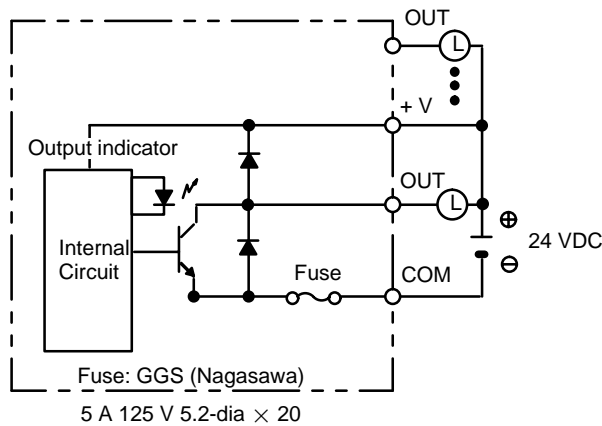 OUT
L
+ V
Output indicator
OUT
L
⊕
24 VDC
Internal
Circuit
Fuse
COM
⊖
Fuse: GGS (Nagasawa)
5 A 125 V 5.2-dia × 20